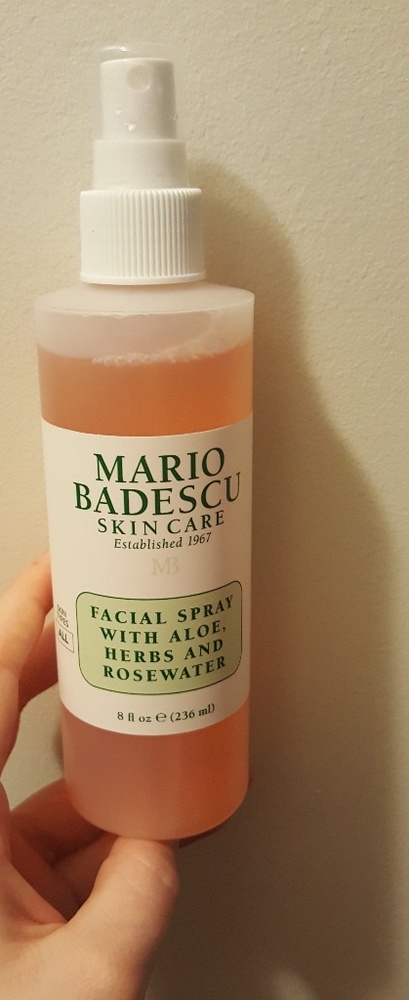 MARIO
BADESCU
SKIN CARE
Established 1967
MB
SKIN
TYPES
ALL
FACIAL SPRAY
WITH ALOE,
HERBS AND
ROSEWATER
8 fl oz ℮ (236 ml)